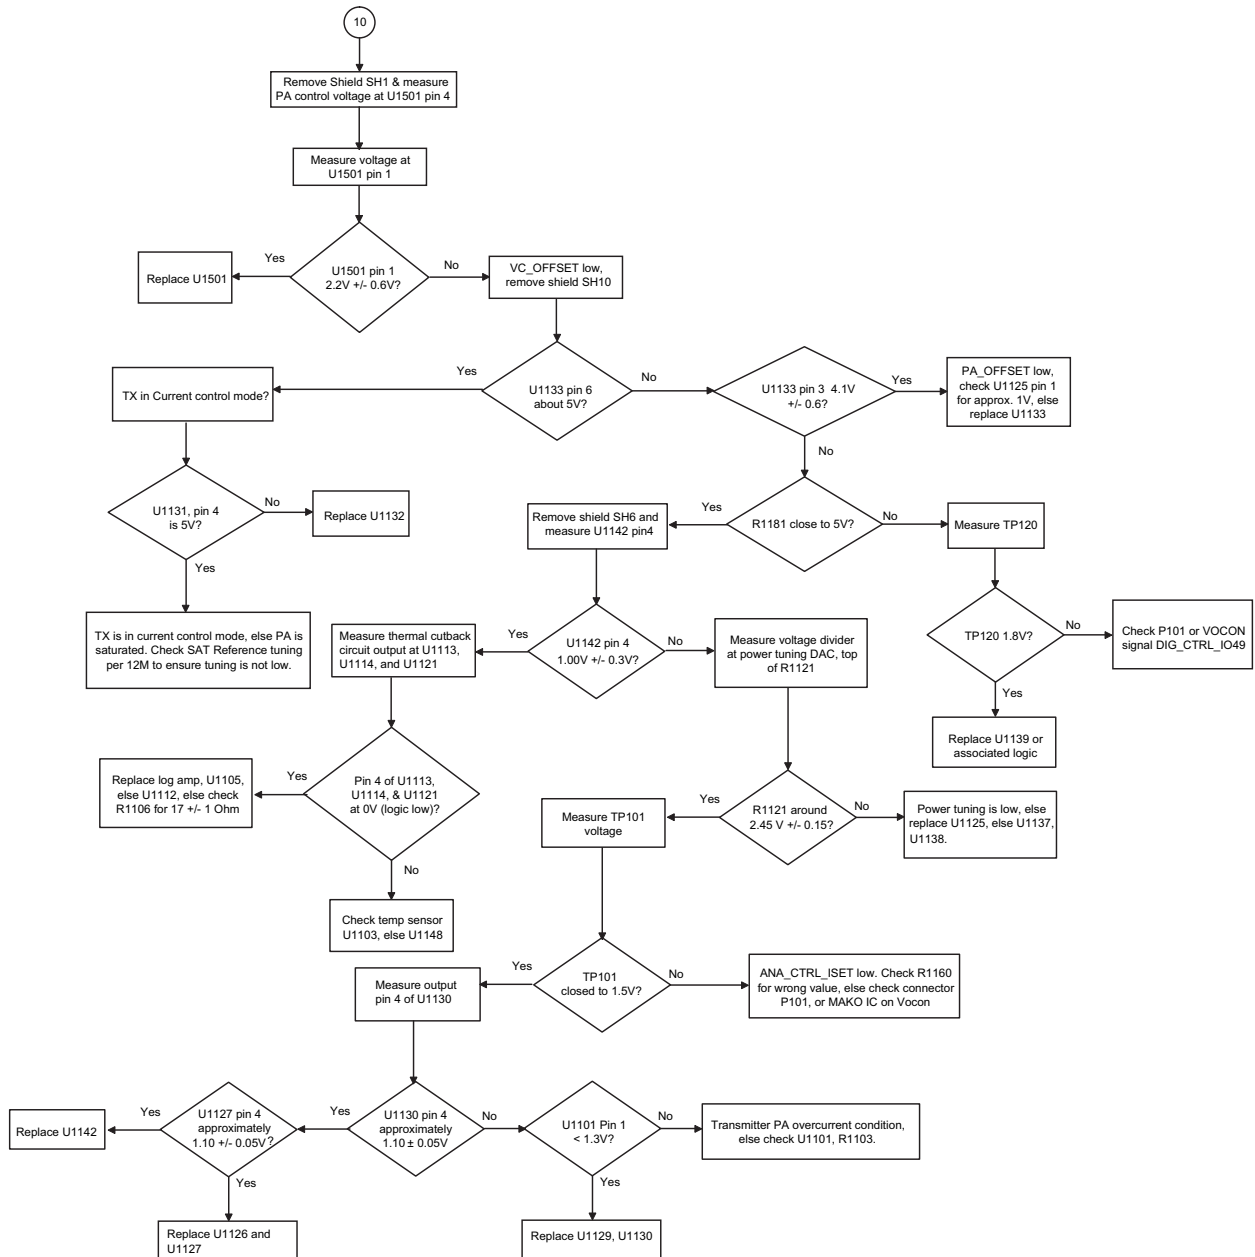 10
Remove Shield SH1 & measure
PA control voltage at U1501 pin 4
Measure voltage at
U1501 pin 1
U1501 pin 1
2.2V +/- 0.6V?
Yes
Replace U1501
No
VC_OFFSET low,
remove shield SH10
U1133 pin 6
about 5V?
Yes
TX in Current control mode?
No
U1133 pin 3 4.1V
+/- 0.6?
Yes
PA_OFFSET low,
check U1125 pin 1
for approx. 1V, else
replace U1133
No
U1131, pin 4
is 5V?
No
Replace U1132
Yes
TX is in current control mode, else PA is
saturated. Check SAT Reference tuning
per 12M to ensure tuning is not low.
R1181 close to 5V?
Yes
Remove shield SH6 and
measure U1142 pin4
No
Measure TP120
TP120 1.8V?
No
Check P101 or VOCON
signal DIG_CTRL_IO49
Yes
Replace U1139 or
associated logic
U1142 pin 4
1.00V +/- 0.3V?
Yes
Measure thermal cutback
circuit output at U1113,
U1114, and U1121
No
Measure voltage divider
at power tuning DAC, top
of R1121
Pin 4 of U1113,
U1114, & U1121
at 0V (logic low)?
Yes
Replace log amp, U1105,
else U1112, else check
R1106 for 17 +/- 1 Ohm
No
Check temp sensor
U1103, else U1148
R1121 around
2.45 V +/- 0.15?
Yes
Measure TP101
voltage
No
Power tuning is low, else
replace U1125, else U1137,
U1138.
TP101
closed to 1.5V?
Yes
Measure output
pin 4 of U1130
No
ANA_CTRL_ISET low. Check R1160
for wrong value, else check connector
P101, or MAKO IC on Vocon
U1130 pin 4
approximately
1.10 ± 0.05V
Yes
U1127 pin 4
approximately
1.10 +/- 0.05V?
Yes
Replace U1142
Yes
Replace U1126 and
U1127
No
U1101 Pin 1
< 1.3V?
No
Transmitter PA overcurrent condition,
else check U1101, R1103.
Yes
Replace U1129, U1130